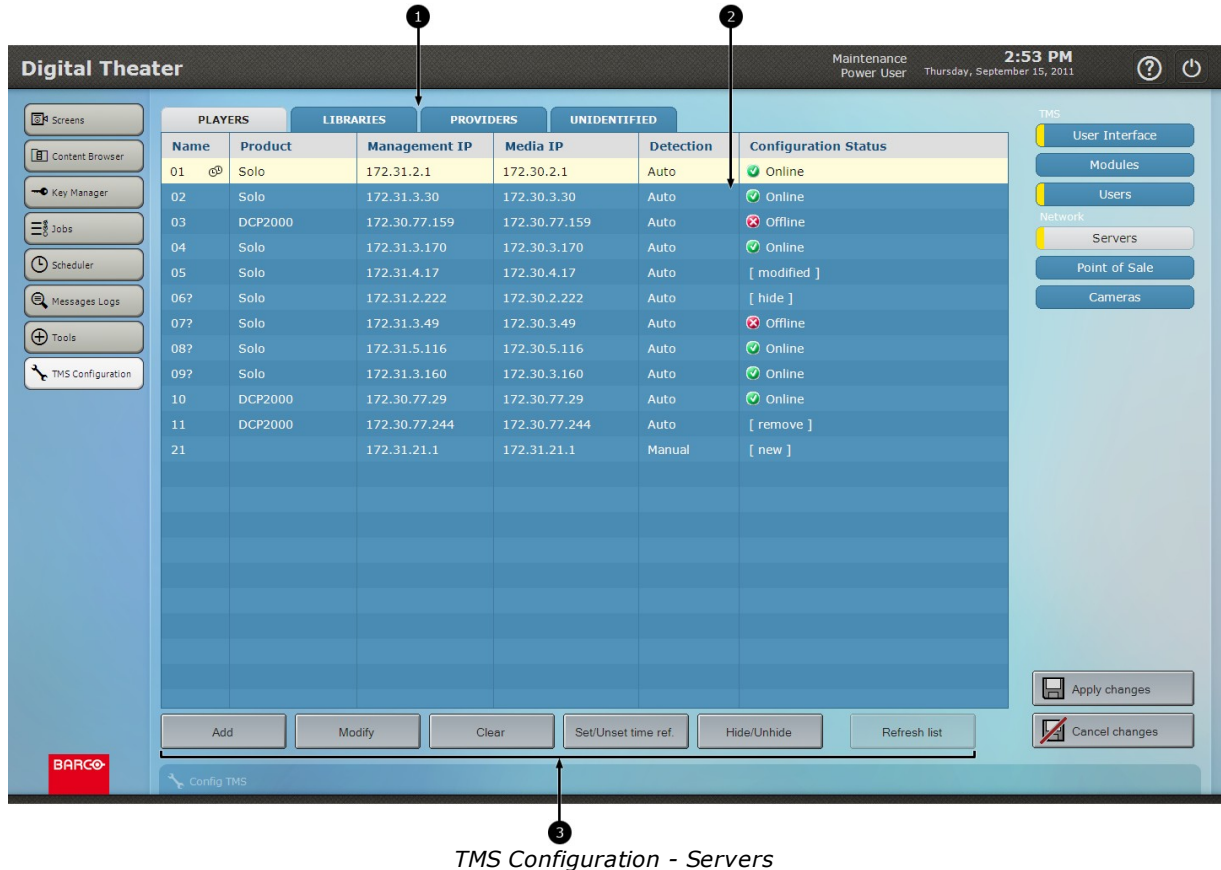 1 2
Digital Theater
Maintenance
Power User
2:53 PM
Thursday, September 15, 2011
?
Screens
Content Browser
Key Manager
Jobs
Scheduler
Messages Logs
Tools
TMS Configuration
PLAYERS LIBRARIES PROVIDERS UNIDENTIFIED
Name Product Management IP Media IP Detection Configuration Status
01 Solo 172.31.2.1 172.30.2.1 Auto Online
02 Solo 172.31.3.30 172.30.3.30 Auto Online
03 DCP2000 172.30.77.159 172.30.77.159 Auto Offline
04 Solo 172.31.3.170 172.30.3.170 Auto Online
05 Solo 172.31.4.17 172.30.4.17 Auto [ modified ]
06? Solo 172.31.2.222 172.30.2.222 Auto [ hide ]
07? Solo 172.31.3.49 172.30.3.49 Auto Offline
08? Solo 172.31.5.116 172.30.5.116 Auto Online
09? Solo 172.31.3.160 172.30.3.160 Auto Online
10 DCP2000 172.30.77.29 172.30.77.29 Auto Online
11 DCP2000 172.30.77.244 172.30.77.244 Auto [ remove ]
21 172.31.21.1 172.31.21.1 Manual [ new ]
TMS
User Interface
Modules
Users
Network
Servers
Point of Sale
Cameras
Apply changes
Cancel changes
Add Modify Clear Set/Unset time ref. Hide/Unhide Refresh list
BARCO
Config TMS
3
TMS Configuration - Servers